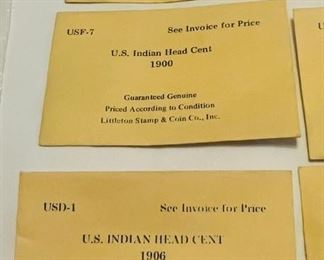 USF-7 See Invoice for Price
U.S. Indian Head Cent
1900
Guaranteed Genuine
Priced According to Condition
Littleton Stamp & Coin Co., Inc.
USD-1 See Invoice for Price
U.S. INDIAN HEAD CENT
1906